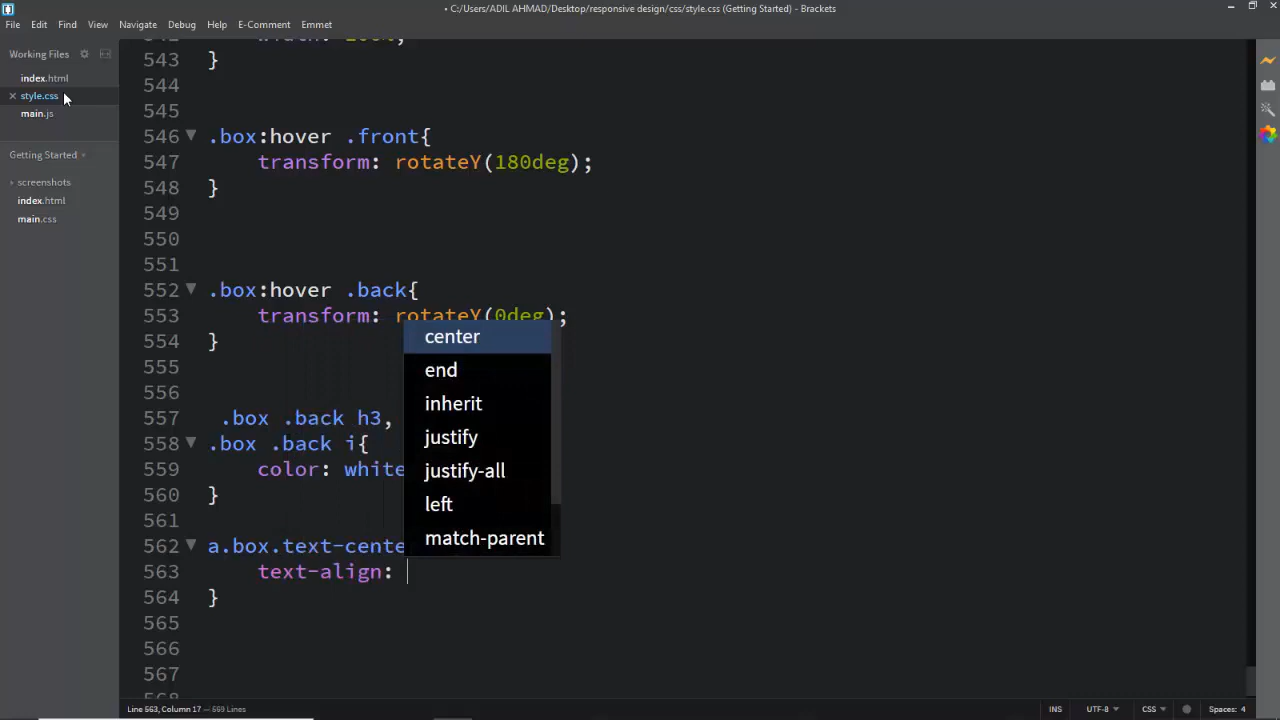 • C:/Users/ADIL AHMAD/Desktop/responsive design/css/style.css (Getting Started) - Brackets
File Edit Find View Navigate Debug Help E-Comment Emmet
Working Files
index.html
style.css
main.js
Getting Started
screenshots
index.html
main.css
543 }
544
545
546 .box:hover .front{
547 transform: rotateY(180deg);
548 }
549
550
551
552 .box:hover .back{
553 transform: rotateY(0deg);
554 }
555
556
557 .box .back h3,
558 .box .back i{
559 color: white
560 }
561
562 a.box.text-cente
563 text-align:
564 }
565
566
567
568
center
end
inherit
justify
justify-all
left
match-parent
Line 563, Column 17 — 569 Lines
INS UTF-8 CSS Spaces: 4